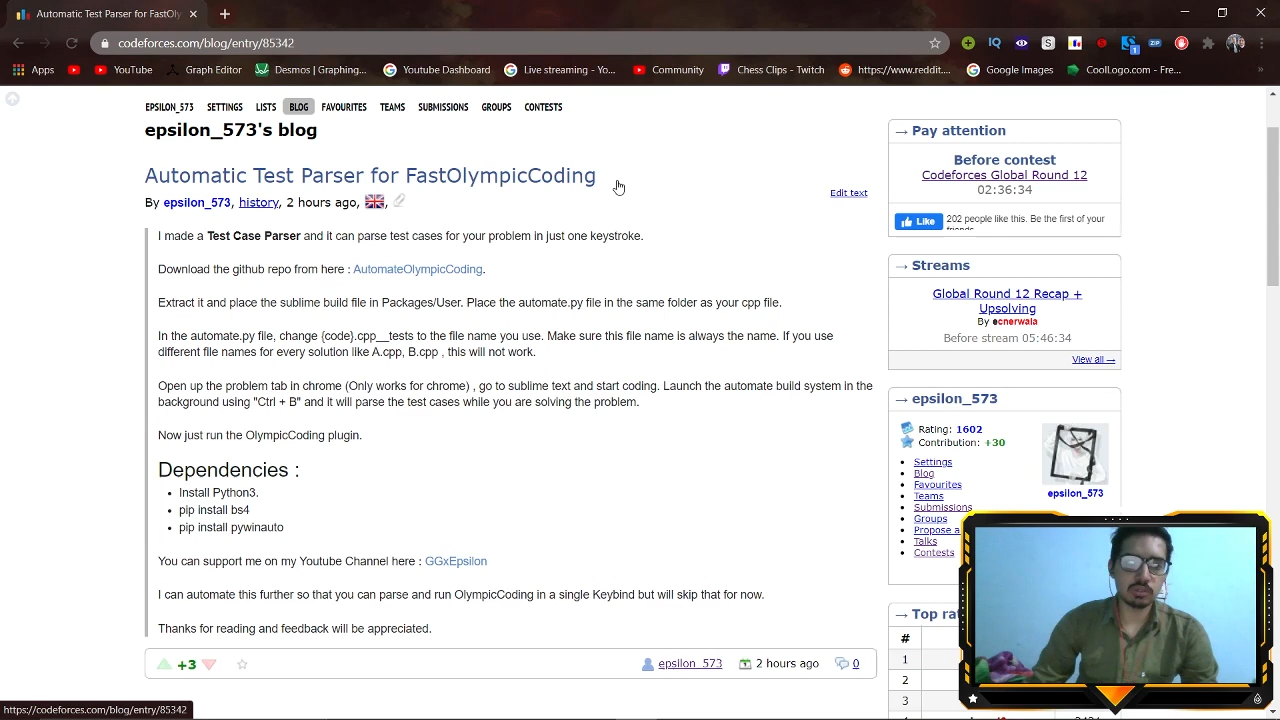 Automatic Test Parser for FastOly
codeforces.com/blog/entry/85342
Apps
YouTube
Graph Editor
Desmos | Graphing...
YouTube Dashboard
Live streaming - Yo...
Community
Chess Clips - Twitch
https://www.reddit....
Google Images
CoolLogo.com - Fre...
»
EPSILON_573 SETTINGS LISTS BLOG FAVOURITES TEAMS SUBMISSIONS GROUPS CONTESTS
epsilon_573's blog
Automatic Test Parser for FastOlympicCoding
By epsilon_573, history, 2 hours ago,
Edit text
I made a Test Case Parser and it can parse test cases for your problem in just one keystroke.
Download the github repo from here : AutomateOlympicCoding.
Extract it and place the sublime build file in Packages/User. Place the automate.py file in the same folder as your cpp file.
In the automate.py file, change {code}.cpp__tests to the file name you use. Make sure this file name is always the name. If you use
different file names for every solution like A.cpp, B.cpp , this will not work.
Open up the problem tab in chrome (Only works for chrome) , go to sublime text and start coding. Launch the automate build system in the
background using "Ctrl + B" and it will parse the test cases while you are solving the problem.
Now just run the OlympicCoding plugin.
Dependencies :
• Install Python3.
• pip install bs4
• pip install pywinauto
You can support me on my Youtube Channel here : GGxEpsilon
I can automate this further so that you can parse and run OlympicCoding in a single Keybind but will skip that for now.
Thanks for reading and feedback will be appreciated.
+3
epsilon_573 2 hours ago 0
→ Pay attention
Before contest
Codeforces Global Round 12
02:36:34
Like 202 people like this. Be the first of your
friends.
→ Streams
Global Round 12 Recap +
Upsolving
By ecnerwala
Before stream 05:46:34
View all →
→ epsilon_573
Rating: 1602
Contribution: +30
• Settings
• Blog
• Favourites
• Teams
• Submissions
• Groups
• Propose a
• Talks
• Contests
epsilon_573
→ Top ra
#
1
2
3
https://codeforces.com/blog/entry/85342